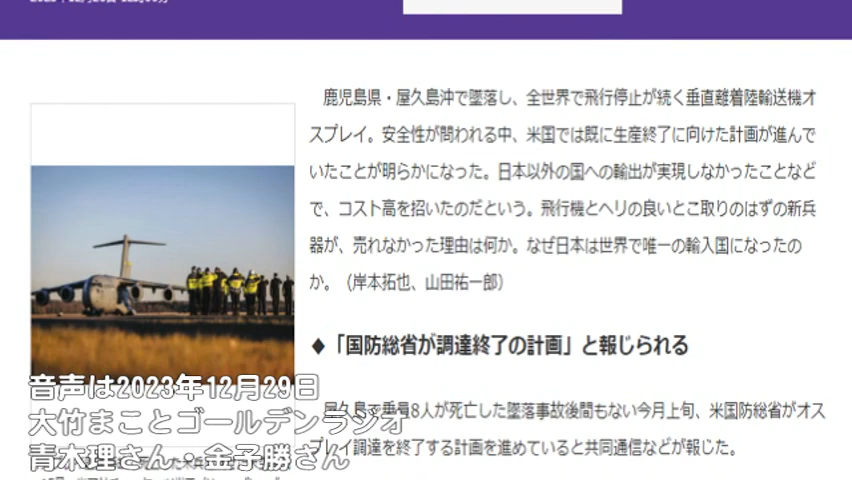 鹿児島県・屋久島沖で墜落し、全世界で飛行停止が続く垂直離着陸輸送機オ
スプレイ。安全性が問われる中、米国では既に生産終了に向けた計画が進んで
いたことが明らかになった。日本以外の国への輸出が実現しなかったことなど
で、コスト高を招いたのだという。飛行機とヘリの良いとこ取りのはずの新兵
器が、売れなかった理由は何か。なぜ日本は世界で唯一の輸入国になったの
か。（岸本拓也、山田祐一郎）
◆「国防総省が調達終了の計画」と報じられる
屋久島で乗員8人が死亡した墜落事故後間もない今月上旬、米国防総省がオス
プレイ調達を終了する計画を進めていると共同通信などが報じた。
音声は2023年12月29日
大竹まことゴールデンラジオ
青木理さん・金子勝さん